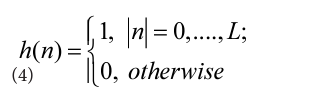 h(n) = { 1, |n| = 0,....,L;
(4) 0, otherwise